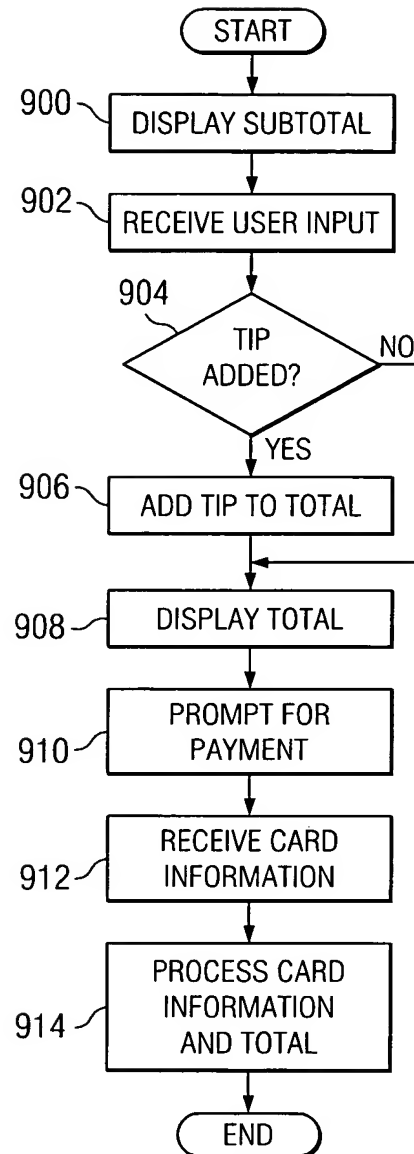 START
900
DISPLAY SUBTOTAL
902
RECEIVE USER INPUT
904
TIP
ADDED?
NO
YES
906
ADD TIP TO TOTAL
908
DISPLAY TOTAL
910
PROMPT FOR
PAYMENT
912
RECEIVE CARD
INFORMATION
914
PROCESS CARD
INFORMATION
AND TOTAL
END